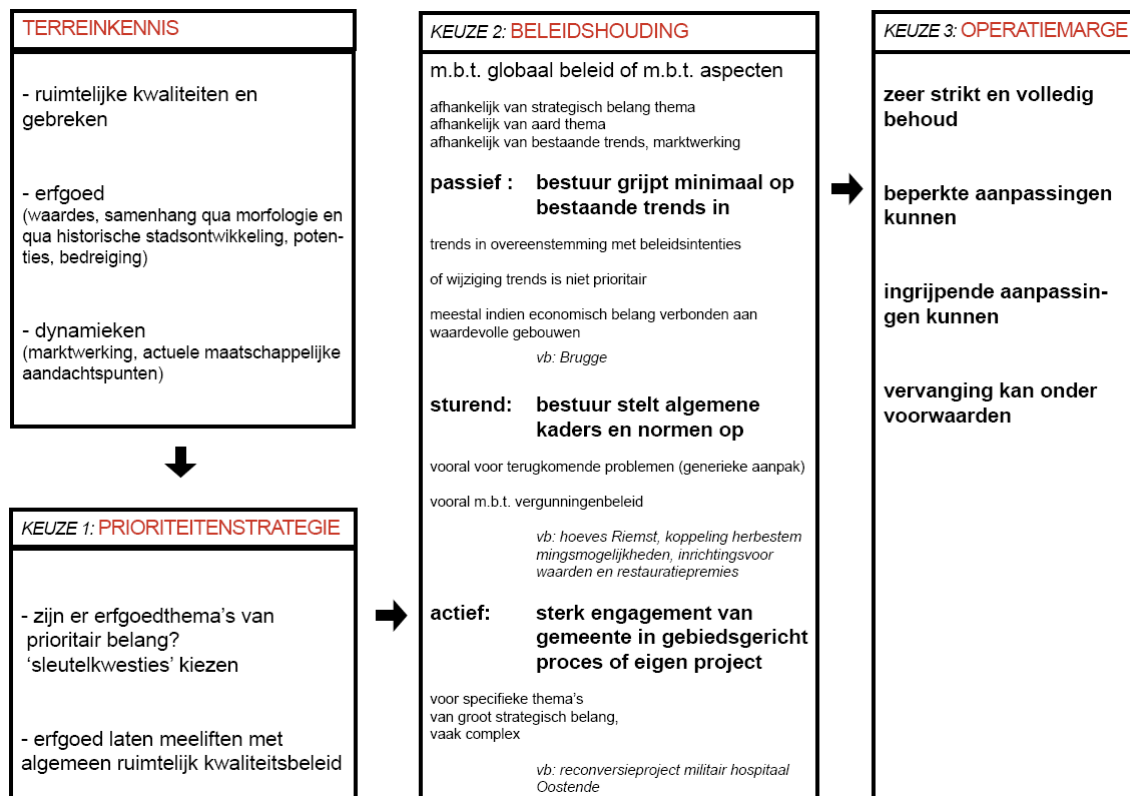 TERREINKENNIS
- ruimtelijke kwaliteiten en
gebreken
- erfgoed
(waardes, samenhang qua morfologie en
qua historische stadsontwikkeling, poten-
ties, bedreiging)
- dynamieken
(marktwerking, actuele maatschappelijke
aandachtspunten)
KEUZE 1: PRIORITEITENSTRATEGIE
- zijn er erfgoedthema's van
prioritair belang?
'sleutelkwesties' kiezen
- erfgoed laten meeliften met
algemeen ruimtelijk kwaliteitsbeleid
KEUZE 2: BELEIDSHOUDING
m.b.t. globaal beleid of m.b.t. aspecten
afhankelijk van strategisch belang thema
afhankelijk van aard thema
afhankelijk van bestaande trends, marktwerking
passief : bestuur grijpt minimaal op
bestaande trends in
trends in overeenstemming met beleidsintenties
of wijziging trends is niet prioritair
meestal indien economisch belang verbonden aan
waardevolle gebouwen
vb: Brugge
sturend: bestuur stelt algemene
kaders en normen op
vooral voor terugkomende problemen (generieke aanpak)
vooral m.b.t. vergunningenbeleid
vb: hoeves Riemst, koppeling herbestem
mingsmogelijkheden, inrichtingsvoor
waarden en restauratiepremies
actief: sterk engagement van
gemeente in gebiedsgericht
proces of eigen project
voor specifieke thema's
van groot strategisch belang,
vaak complex
vb: reconversieproject militair hospitaal
Oostende
KEUZE 3: OPERATIEMARGE
zeer strikt en volledig
behoud
beperkte aanpassingen
kunnen
ingrijpende aanpassin-
gen kunnen
vervanging kan onder
voorwaarden